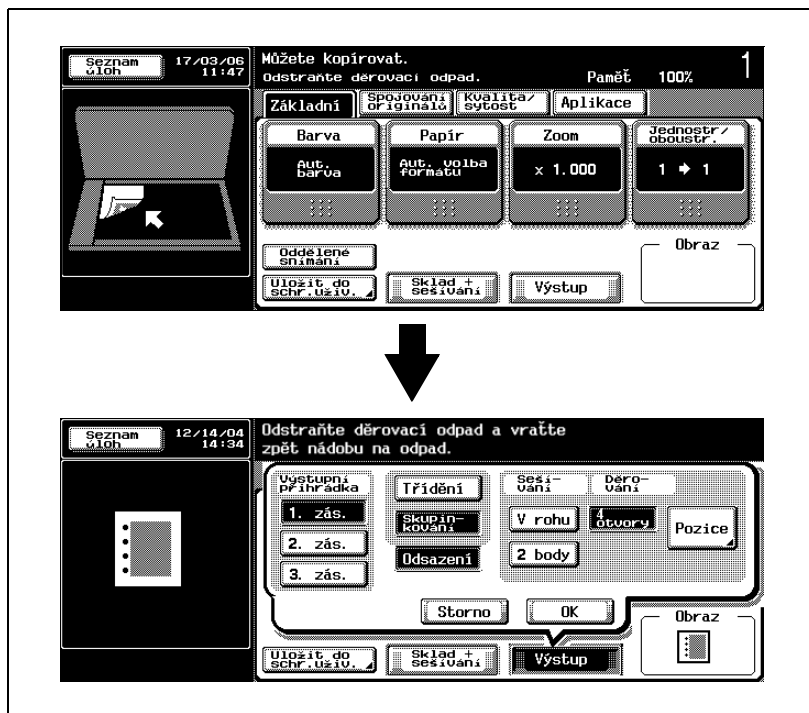 Seznam
úloh
17/03/06
11:47
Můžete kopírovat.
Odstraňte děrovací odpad.
Paměť 100%
1
Základní
Spojování
originálů
Kvalita/
sytost
Aplikace
Barva
Papír
Zoom
Jednostr/
oboustr.
Aut.
barva
Aut. volba
formátu
x 1.000
1 ➔ 1
Oddělené
snímání
Obraz
Uložit do
schr.uživ.
Sklad +
sešívání
Výstup
Seznam
úloh
12/14/04
14:34
Odstraňte děrovací odpad a vraťte
zpět nádobu na odpad.
Výstupní
přihrádka
Třídění
Seší-
vání
Děro-
vání
1. zás.
Skupin-
kování
V rohu
4
otvory
Pozice
2. zás.
Odsazení
2 body
3. zás.
Storno
OK
Obraz
Uložit do
schr.uživ.
Sklad +
sešívání
Výstup